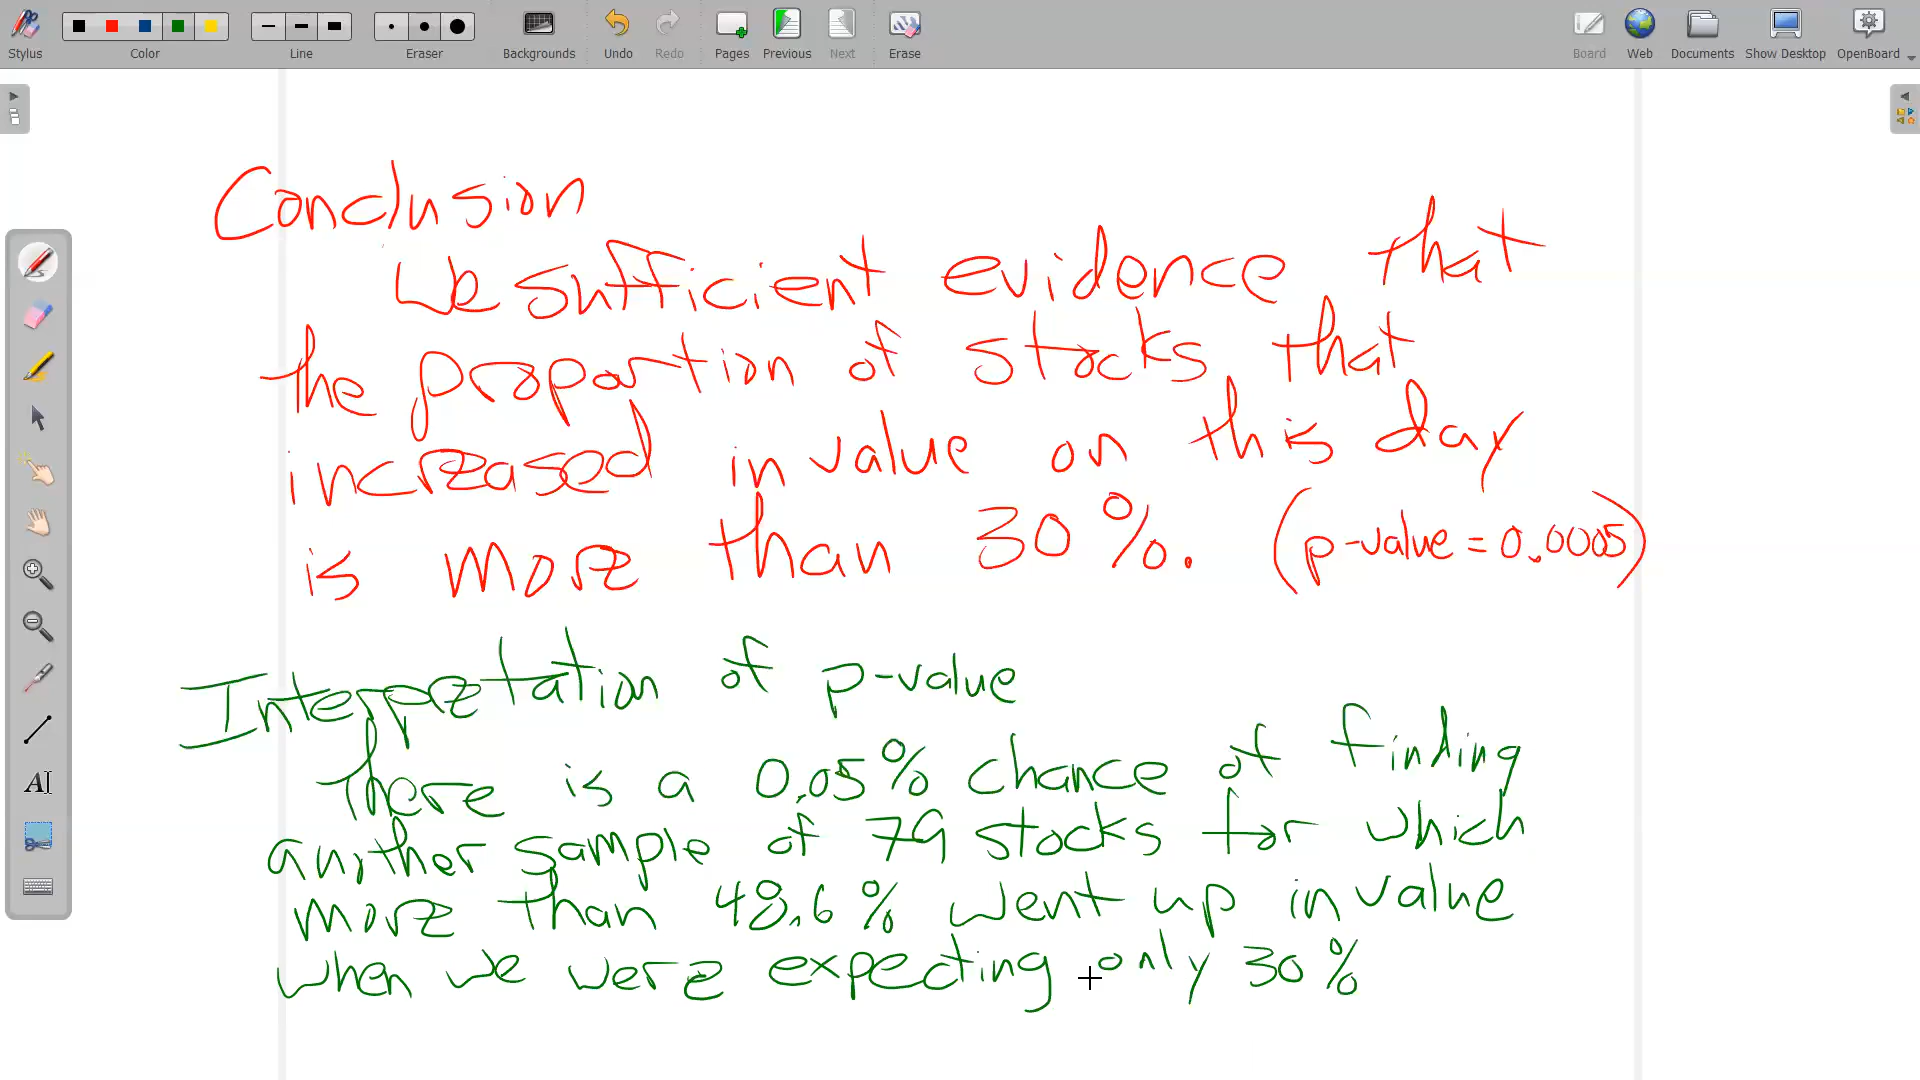 Stylus
Color
Line
Eraser
Backgrounds
Undo
Redo
Pages
Previous
Next
Erase
Board
Web
Documents
Show Desktop
OpenBoard
Conclusion
We sufficient evidence that
the proportion of stocks that
increased in value on this day
is more than 30%. (p-value = 0.0005)
Interpretation of p-value
There is a 0.05% chance of finding
another sample of 79 stocks for which
more than 48.6% went up in value
when we were expecting only 30%